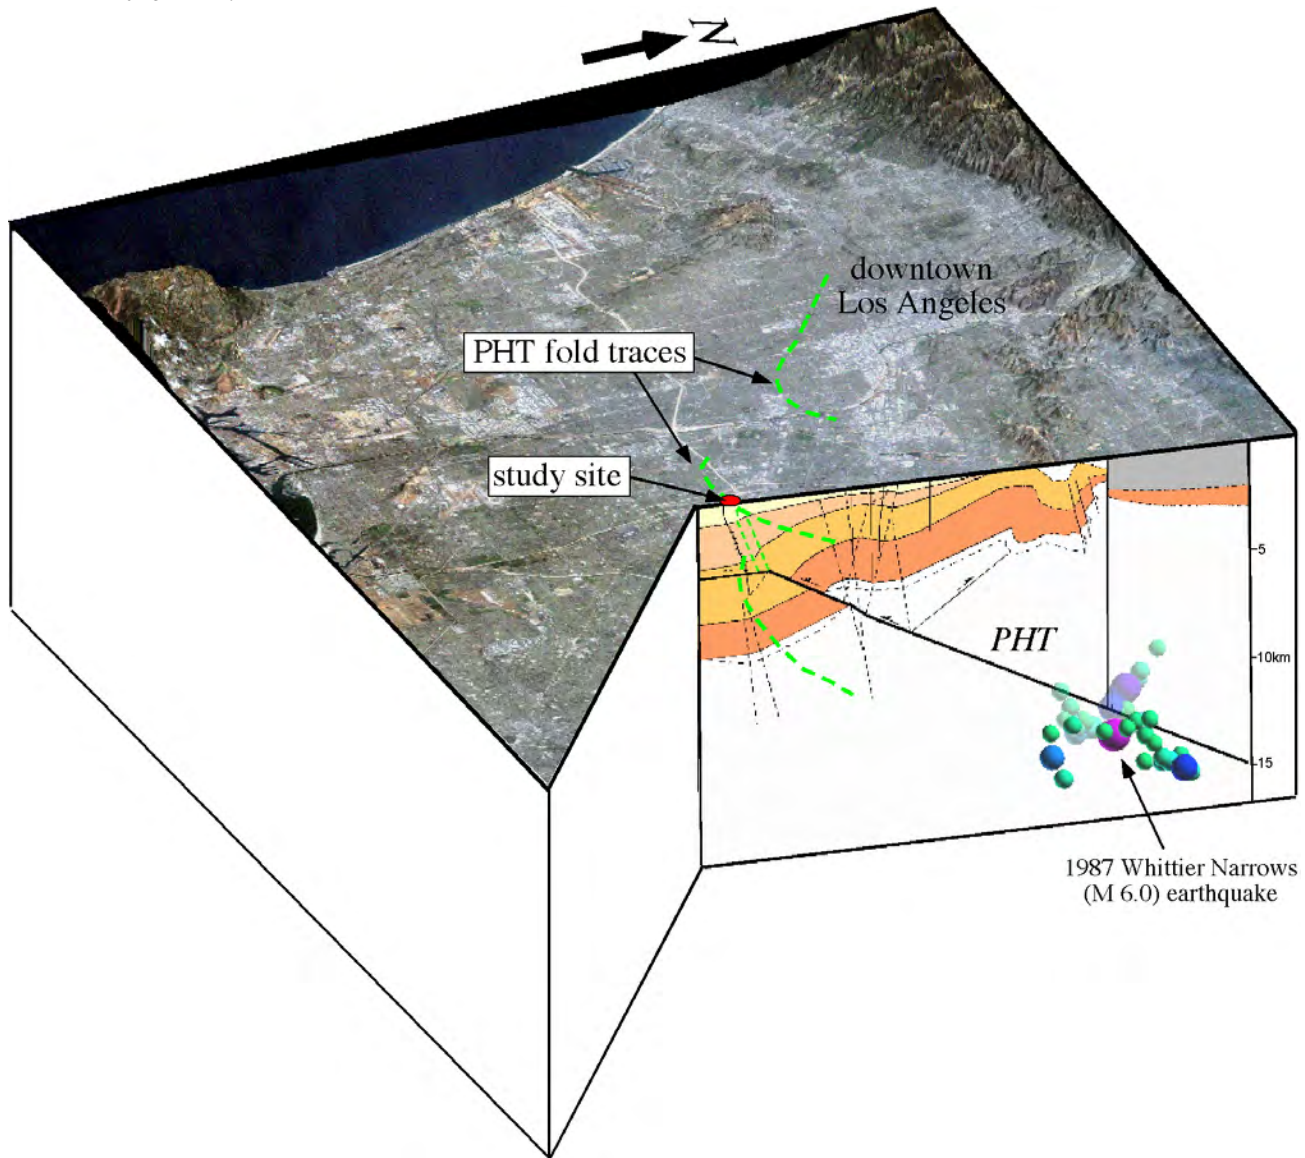 N
downtown
Los Angeles
PHT fold traces
study site
5
PHT
10km
15
1987 Whittier Narrows
(M 6.0) earthquake